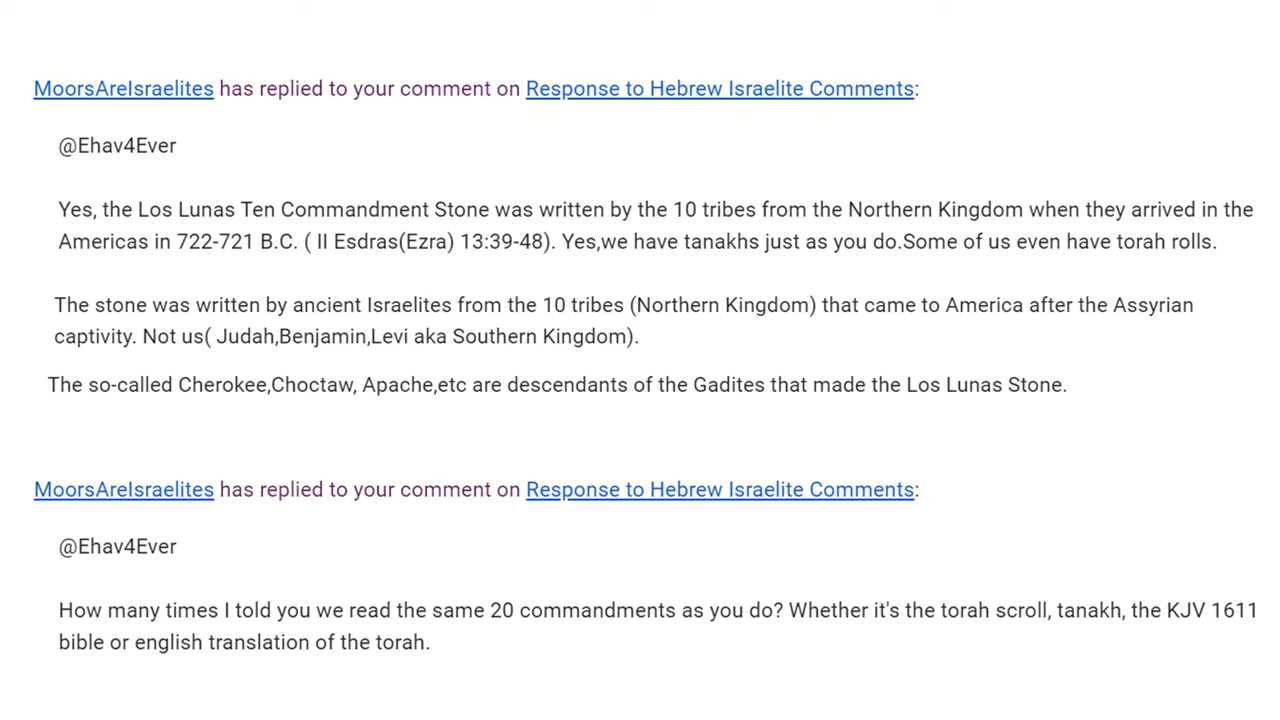 MoorsAreIsraelites has replied to your comment on Response to Hebrew Israelite Comments:
@Ehav4Ever
Yes, the Los Lunas Ten Commandment Stone was written by the 10 tribes from the Northern Kingdom when they arrived in the
Americas in 722-721 B.C. ( II Esdras(Ezra) 13:39-48). Yes,we have tanakhs just as you do.Some of us even have torah rolls.
The stone was written by ancient Israelites from the 10 tribes (Northern Kingdom) that came to America after the Assyrian
captivity. Not us( Judah,Benjamin,Levi aka Southern Kingdom).
The so-called Cherokee,Choctaw, Apache,etc are descendants of the Gadites that made the Los Lunas Stone.
MoorsAreIsraelites has replied to your comment on Response to Hebrew Israelite Comments:
@Ehav4Ever
How many times I told you we read the same 20 commandments as you do? Whether it's the torah scroll, tanakh, the KJV 1611
bible or english translation of the torah.